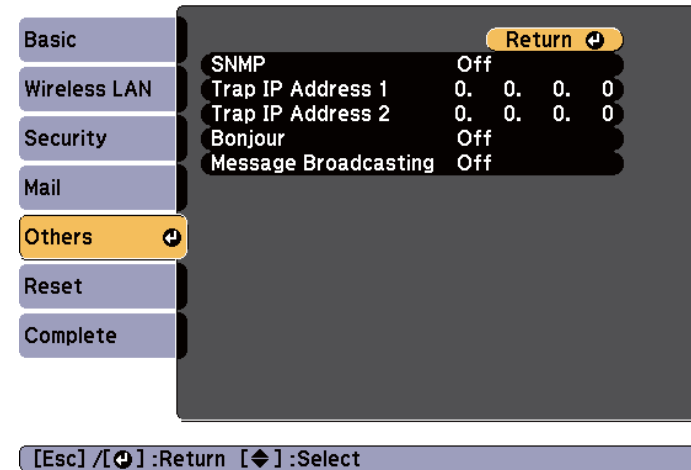 Basic
Wireless LAN
Security
Mail
Others
Reset
Complete
Return
SNMP Off
Trap IP Address 1 0. 0. 0. 0
Trap IP Address 2 0. 0. 0. 0
Bonjour Off
Message Broadcasting Off
[Esc] /[⏎] :Return [◆] :Select